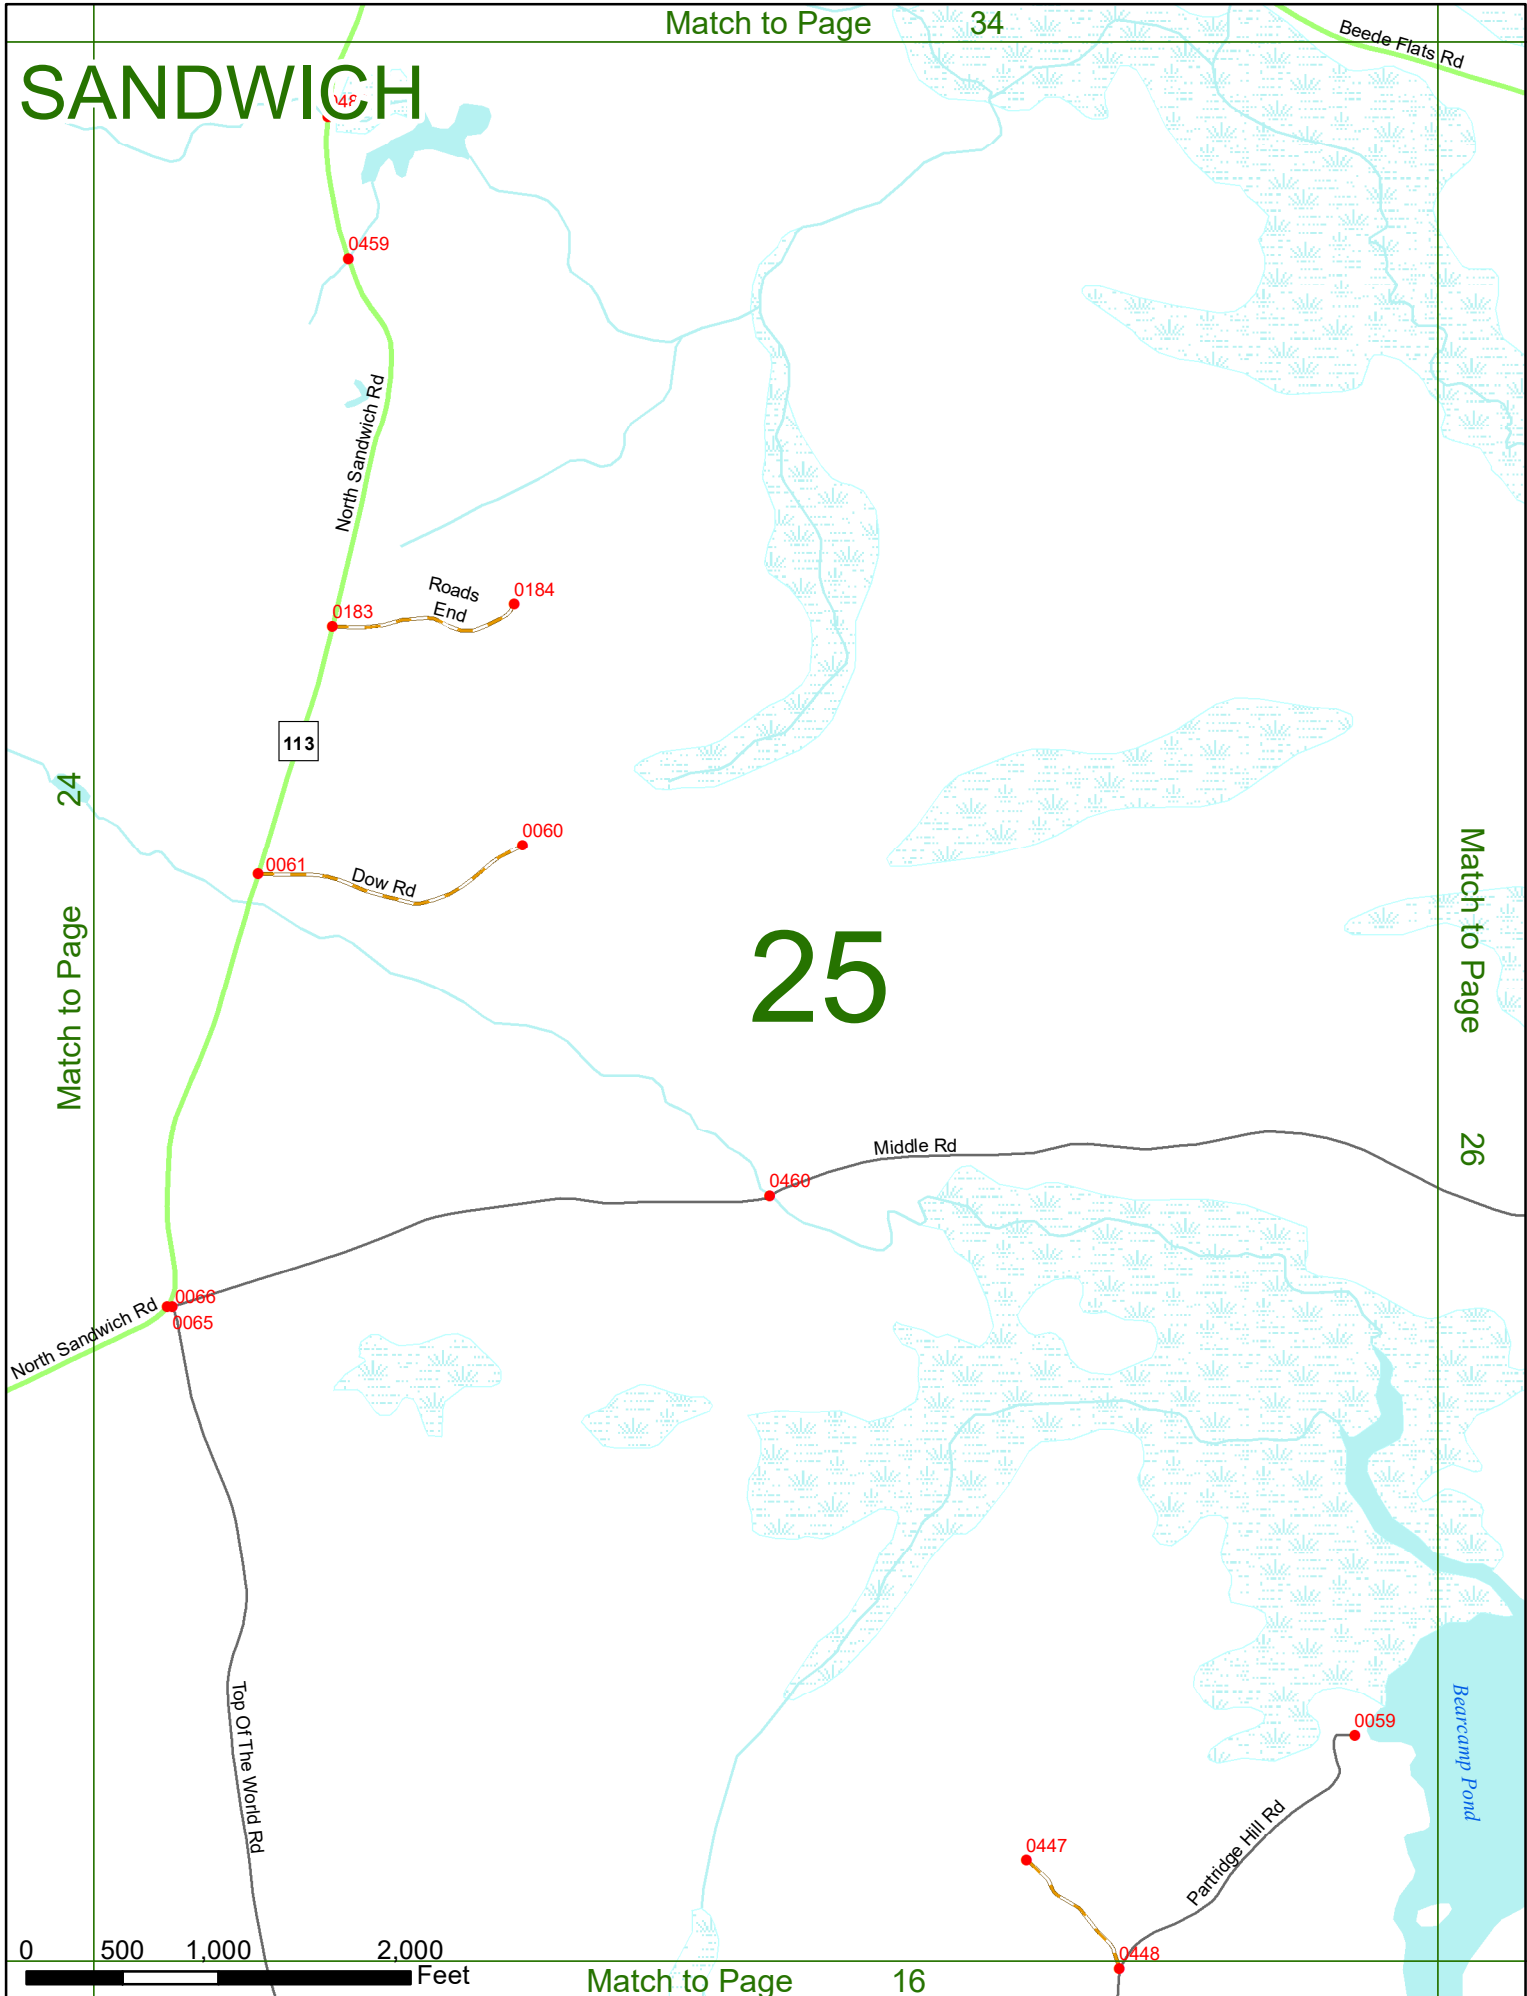 Match to Page 34
Beede Flats Rd
SANDWICH
0459
North Sandwich Rd
Roads
End
0184
0183
113
24
Match to Page
0060
0061
Dow Rd
25
Match to Page
26
Middle Rd
0460
0066
0065
North Sandwich Rd
Top Of The World Rd
Bearcamp Pond
0059
Partridge Hill Rd
0447
0448
0 500 1,000 2,000
Feet
Match to Page 16